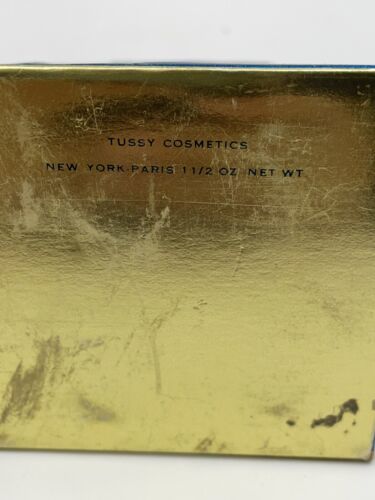 TUSSY COSMETICS
NEW YORK-PARIS 1 1/2 OZ NET WT